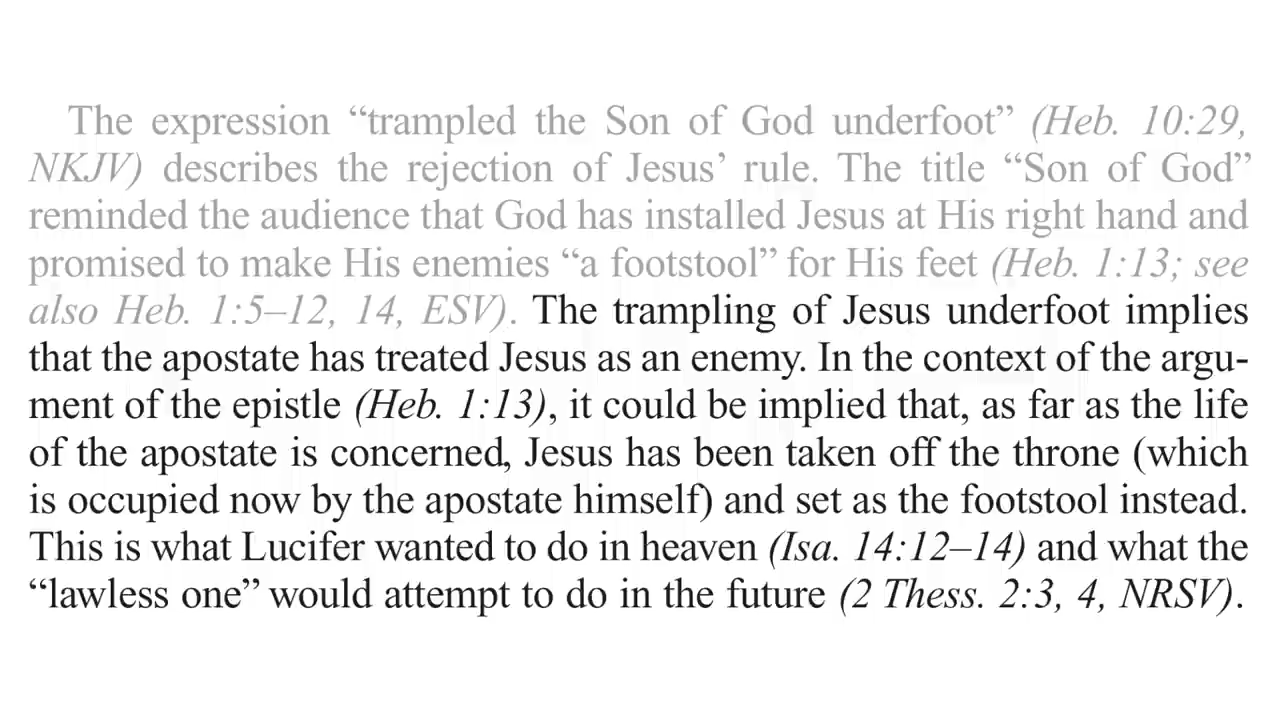 The expression “trampled the Son of God underfoot” (Heb. 10:29,
NKJV) describes the rejection of Jesus’ rule. The title “Son of God”
reminded the audience that God has installed Jesus at His right hand and
promised to make His enemies “a footstool” for His feet (Heb. 1:13; see
also Heb. 1:5–12, 14, ESV). The trampling of Jesus underfoot implies
that the apostate has treated Jesus as an enemy. In the context of the argu-
ment of the epistle (Heb. 1:13), it could be implied that, as far as the life
of the apostate is concerned, Jesus has been taken off the throne (which
is occupied now by the apostate himself) and set as the footstool instead.
This is what Lucifer wanted to do in heaven (Isa. 14:12–14) and what the
“lawless one” would attempt to do in the future (2 Thess. 2:3, 4, NRSV).